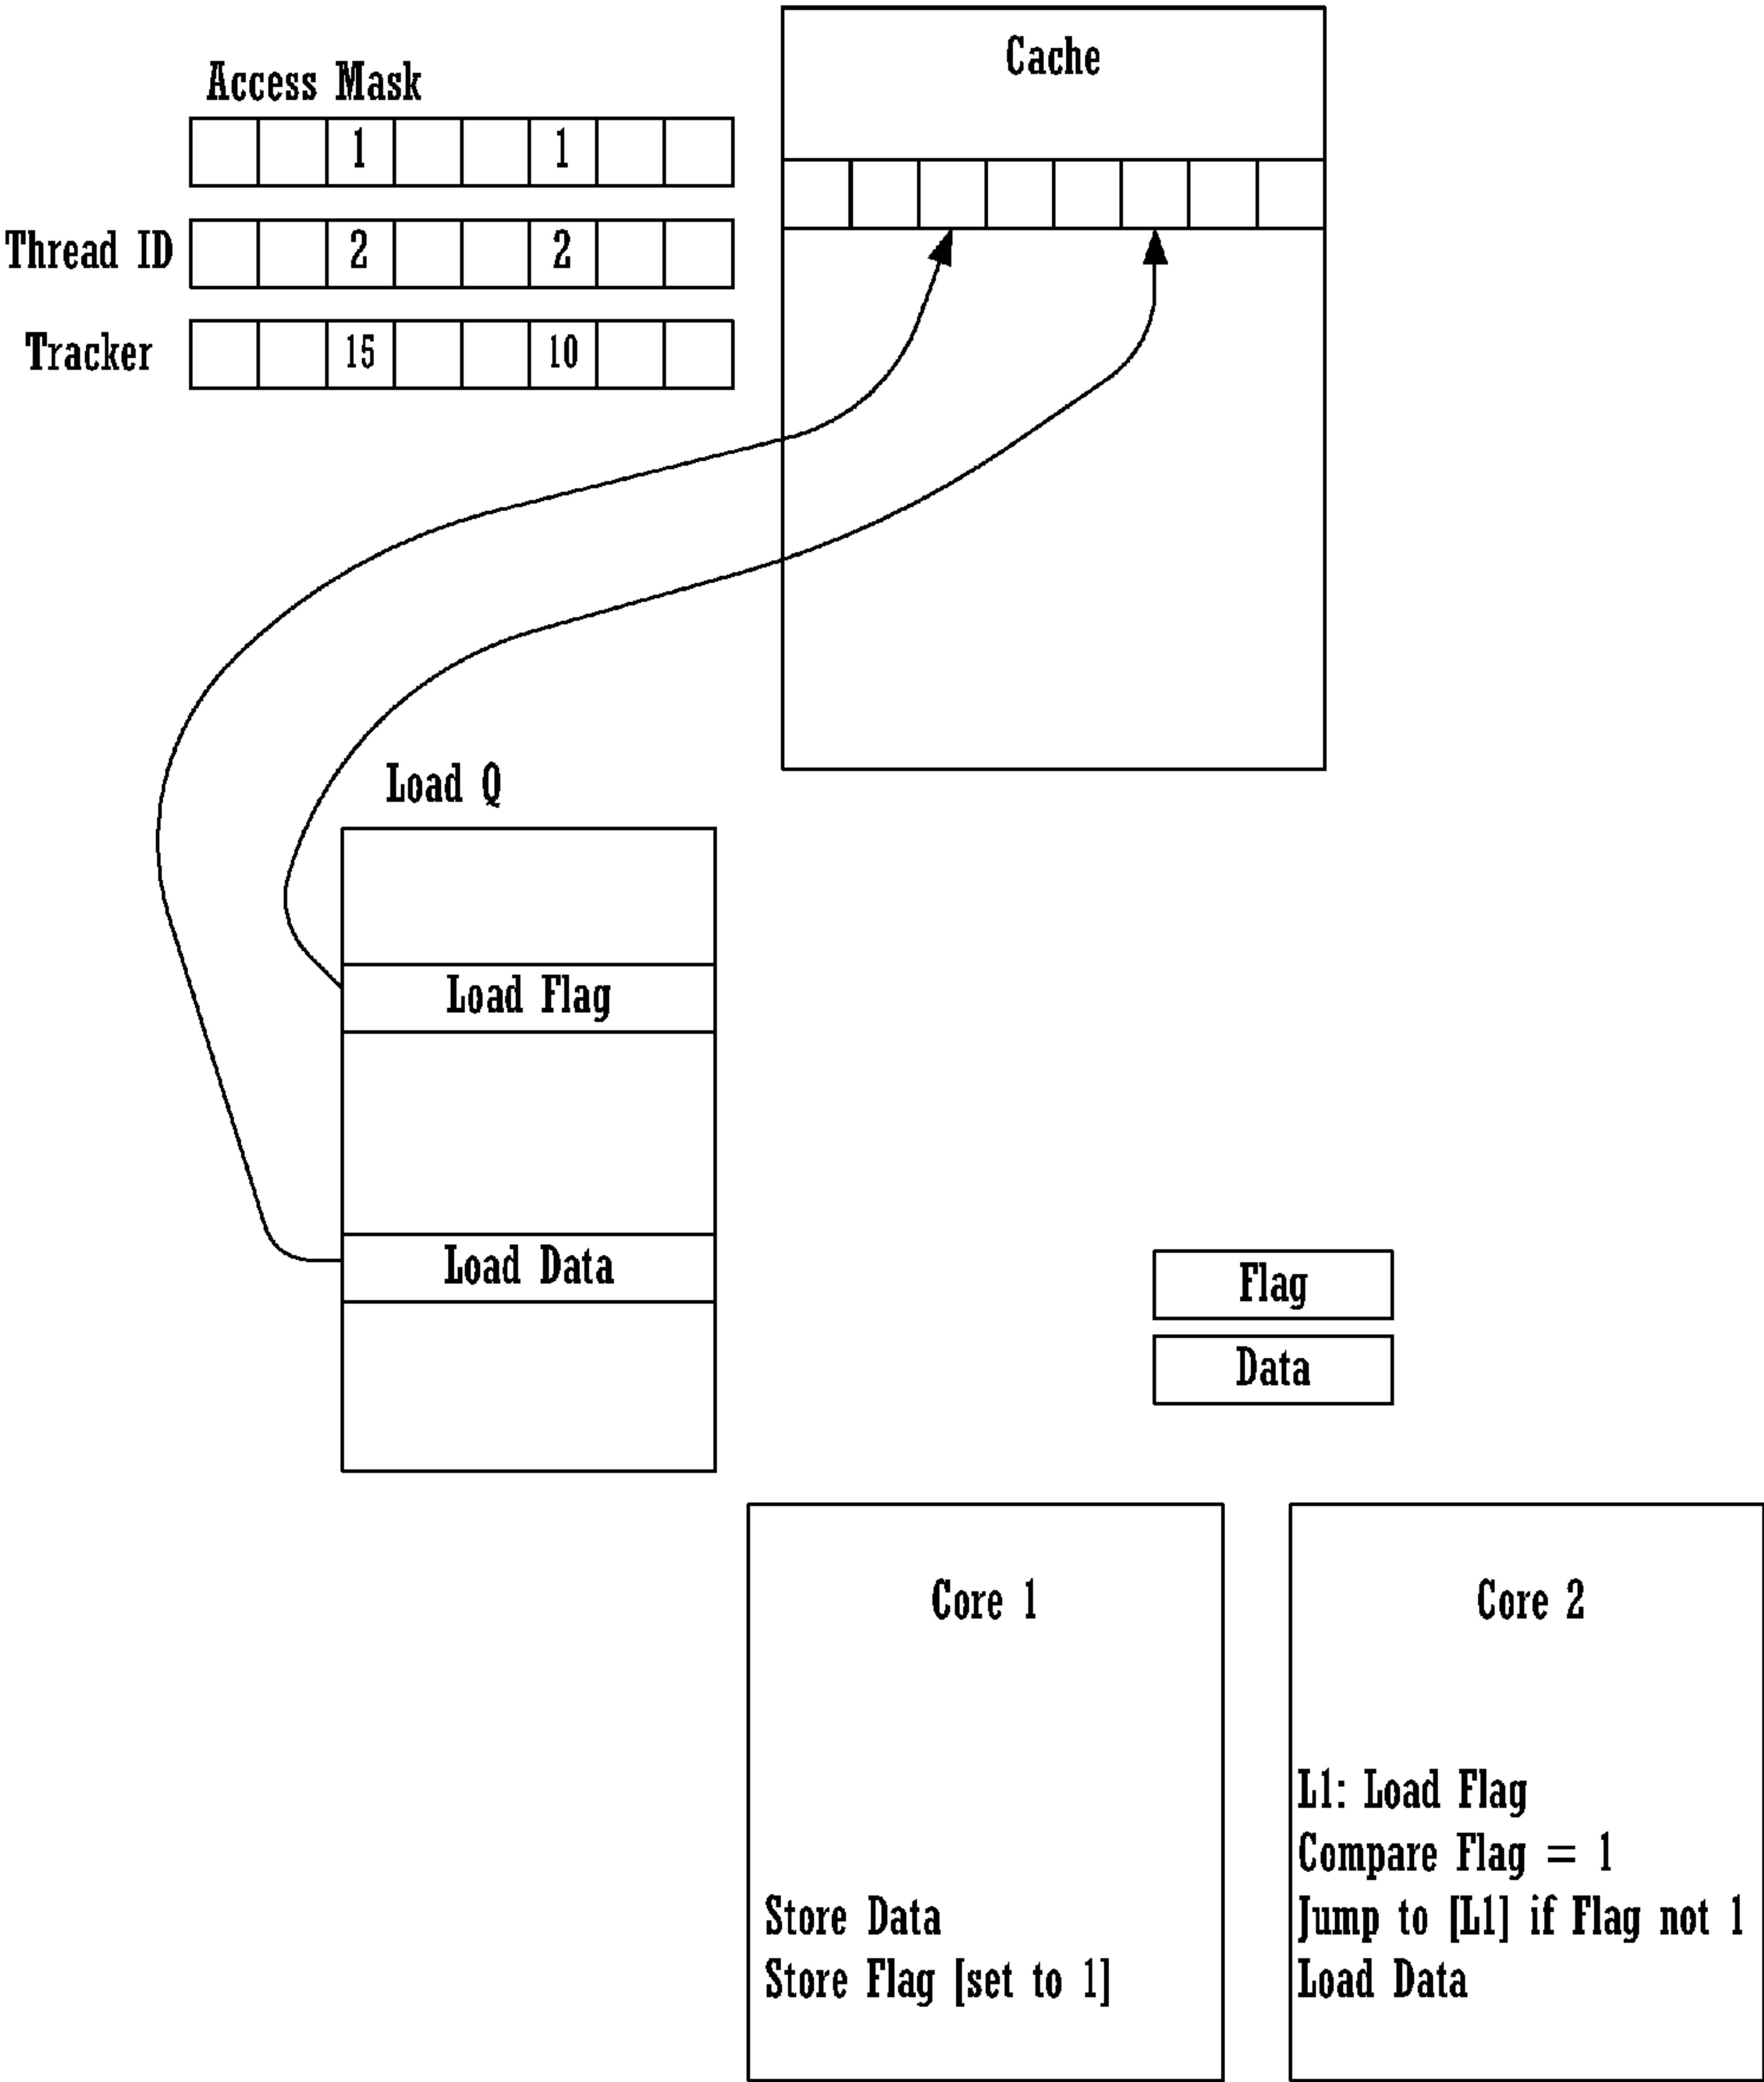 Cache
Access Mask
1 1
Thread ID 2 2
Tracker 15 10
Load Q
Load Flag
Load Data
Flag
Data
Core 1
Store Data
Store Flag [set to 1]
Core 2
L1: Load Flag
Compare Flag = 1
Jump to [L1] if Flag not 1
Load Data